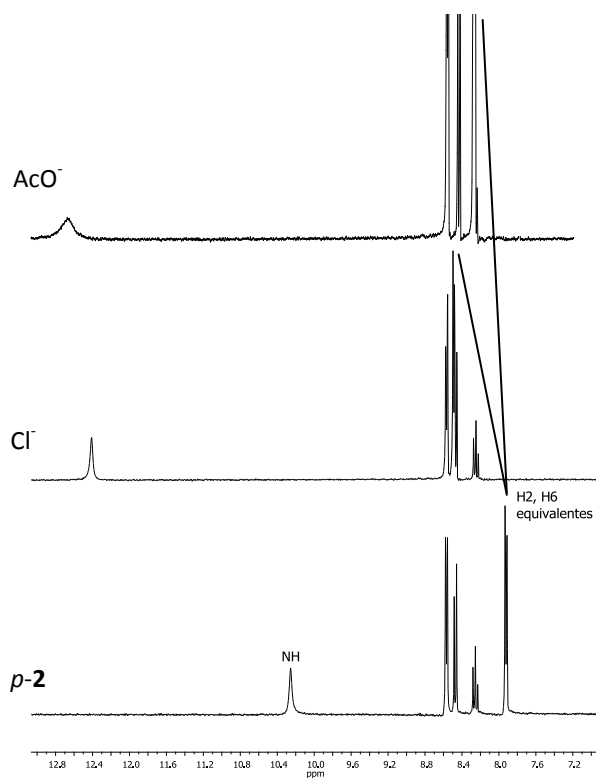 AcO⁻
Cl⁻
H2, H6
equivalentes
NH
p-2
12.8 12.4 12.0 11.6 11.2 10.8 10.4 10.0 9.6 9.2 8.8 8.4 8.0 7.6 7.2
ppm